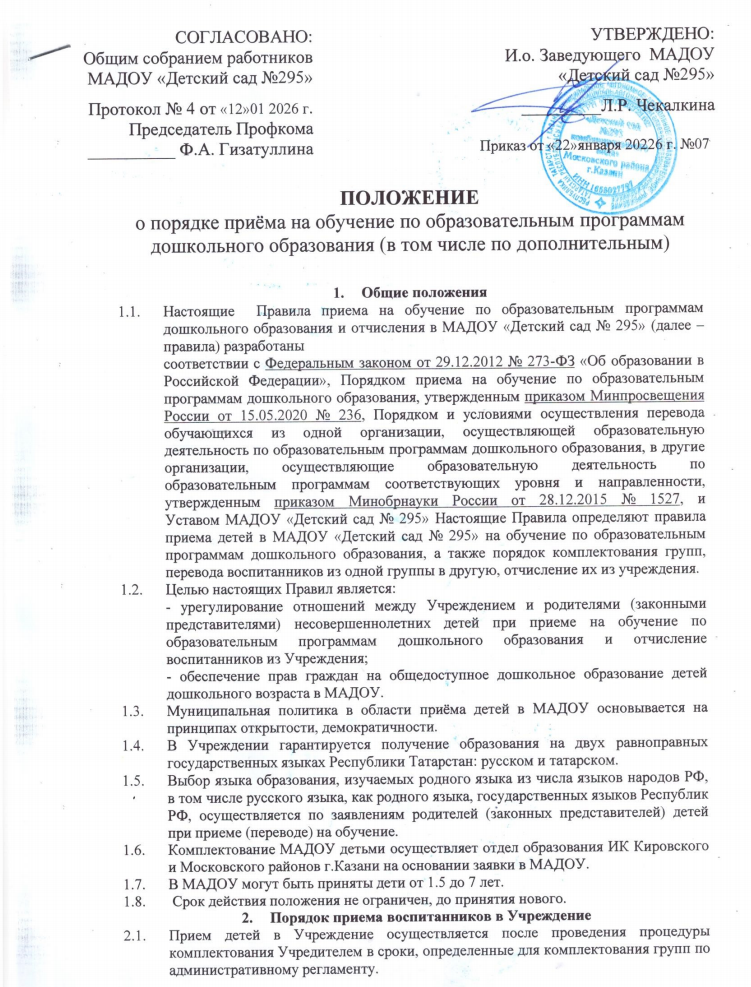 СОГЛАСОВАНО:
Общим собранием работников
МАДОУ «Детский сад №295»
Протокол № 4 от «12»01 2026 г.
Председатель Профкома
___________ Ф.А. Гизатуллина
УТВЕРЖДЕНО:
И.о. Заведующего МАДОУ
«Детский сад №295»
__________Л.Р. Чекалкина
Приказ от «22»января 20226 г. №07
«Детский сад
№295
Московского района
г.Казани
ПОЛОЖЕНИЕ
о порядке приёма на обучение по образовательным программам
дошкольного образования (в том числе по дополнительным)
1. Общие положения
1.1. Настоящие Правила приема на обучение по образовательным программам
дошкольного образования и отчисления в МАДОУ «Детский сад № 295» (далее –
правила) разработаны
соответствии с Федеральным законом от 29.12.2012 № 273-ФЗ «Об образовании в
Российской Федерации», Порядком приема на обучение по образовательным
программам дошкольного образования, утвержденным приказом Минпросвещения
России от 15.05.2020 № 236, Порядком и условиями осуществления перевода
обучающихся из одной организации, осуществляющей образовательную
деятельность по образовательным программам дошкольного образования, в другие
организации, осуществляющие образовательную деятельность по
образовательным программам соответствующих уровня и направленности,
утвержденным приказом Минобрнауки России от 28.12.2015 № 1527, и
Уставом МАДОУ «Детский сад № 295» Настоящие Правила определяют правила
приема детей в МАДОУ «Детский сад № 295» на обучение по образовательным
программам дошкольного образования, а также порядок комплектования групп,
перевода воспитанников из одной группы в другую, отчисление их из учреждения.
1.2. Целью настоящих Правил является:
- урегулирование отношений между Учреждением и родителями (законными
представителями) несовершеннолетних детей при приеме на обучение по
образовательным программам дошкольного образования и отчисление
воспитанников из Учреждения;
- обеспечение прав граждан на общедоступное дошкольное образование детей
дошкольного возраста в МАДОУ.
1.3. Муниципальная политика в области приёма детей в МАДОУ основывается на
принципах открытости, демократичности.
1.4. В Учреждении гарантируется получение образования на двух равноправных
государственных языках Республики Татарстан: русском и татарском.
1.5. Выбор языка образования, изучаемых родного языка из числа языков народов РФ,
в том числе русского языка, как родного языка, государственных языков Республик
РФ, осуществляется по заявлениям родителей (законных представителей) детей
при приеме (переводе) на обучение.
1.6. Комплектование МАДОУ детьми осуществляет отдел образования ИК Кировского
и Московского районов г.Казани на основании заявки в МАДОУ.
1.7. В МАДОУ могут быть приняты дети от 1.5 до 7 лет.
1.8. Срок действия положения не ограничен, до принятия нового.
2. Порядок приема воспитанников в Учреждение
2.1. Прием детей в Учреждение осуществляется после проведения процедуры
комплектования Учредителем в сроки, определенные для комплектования групп по
административному регламенту.